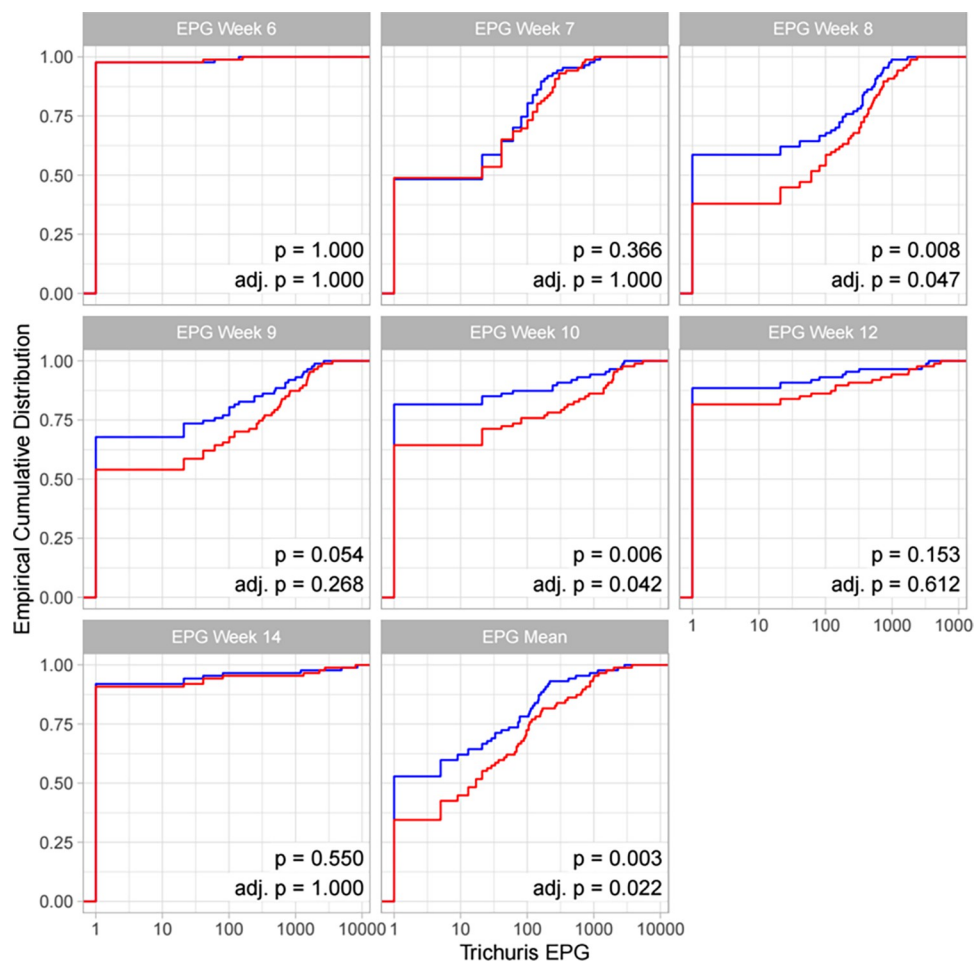 EPG Week 6
EPG Week 7
EPG Week 8
1.00
0.75
0.50
0.25
0.00
p = 1.000
adj. p = 1.000
p = 0.366
adj. p = 1.000
p = 0.008
adj. p = 0.047
EPG Week 9
EPG Week 10
EPG Week 12
Empirical Cumulative Distribution
1.00
0.75
0.50
0.25
0.00
p = 0.054
adj. p = 0.268
p = 0.006
adj. p = 0.042
p = 0.153
adj. p = 0.612
1 10 100 1000 10000
EPG Week 14
EPG Mean
1.00
0.75
0.50
0.25
0.00
p = 0.550
adj. p = 1.000
p = 0.003
adj. p = 0.022
1 10 100 1000 10000
1 10 100 1000 10000
Trichuris EPG